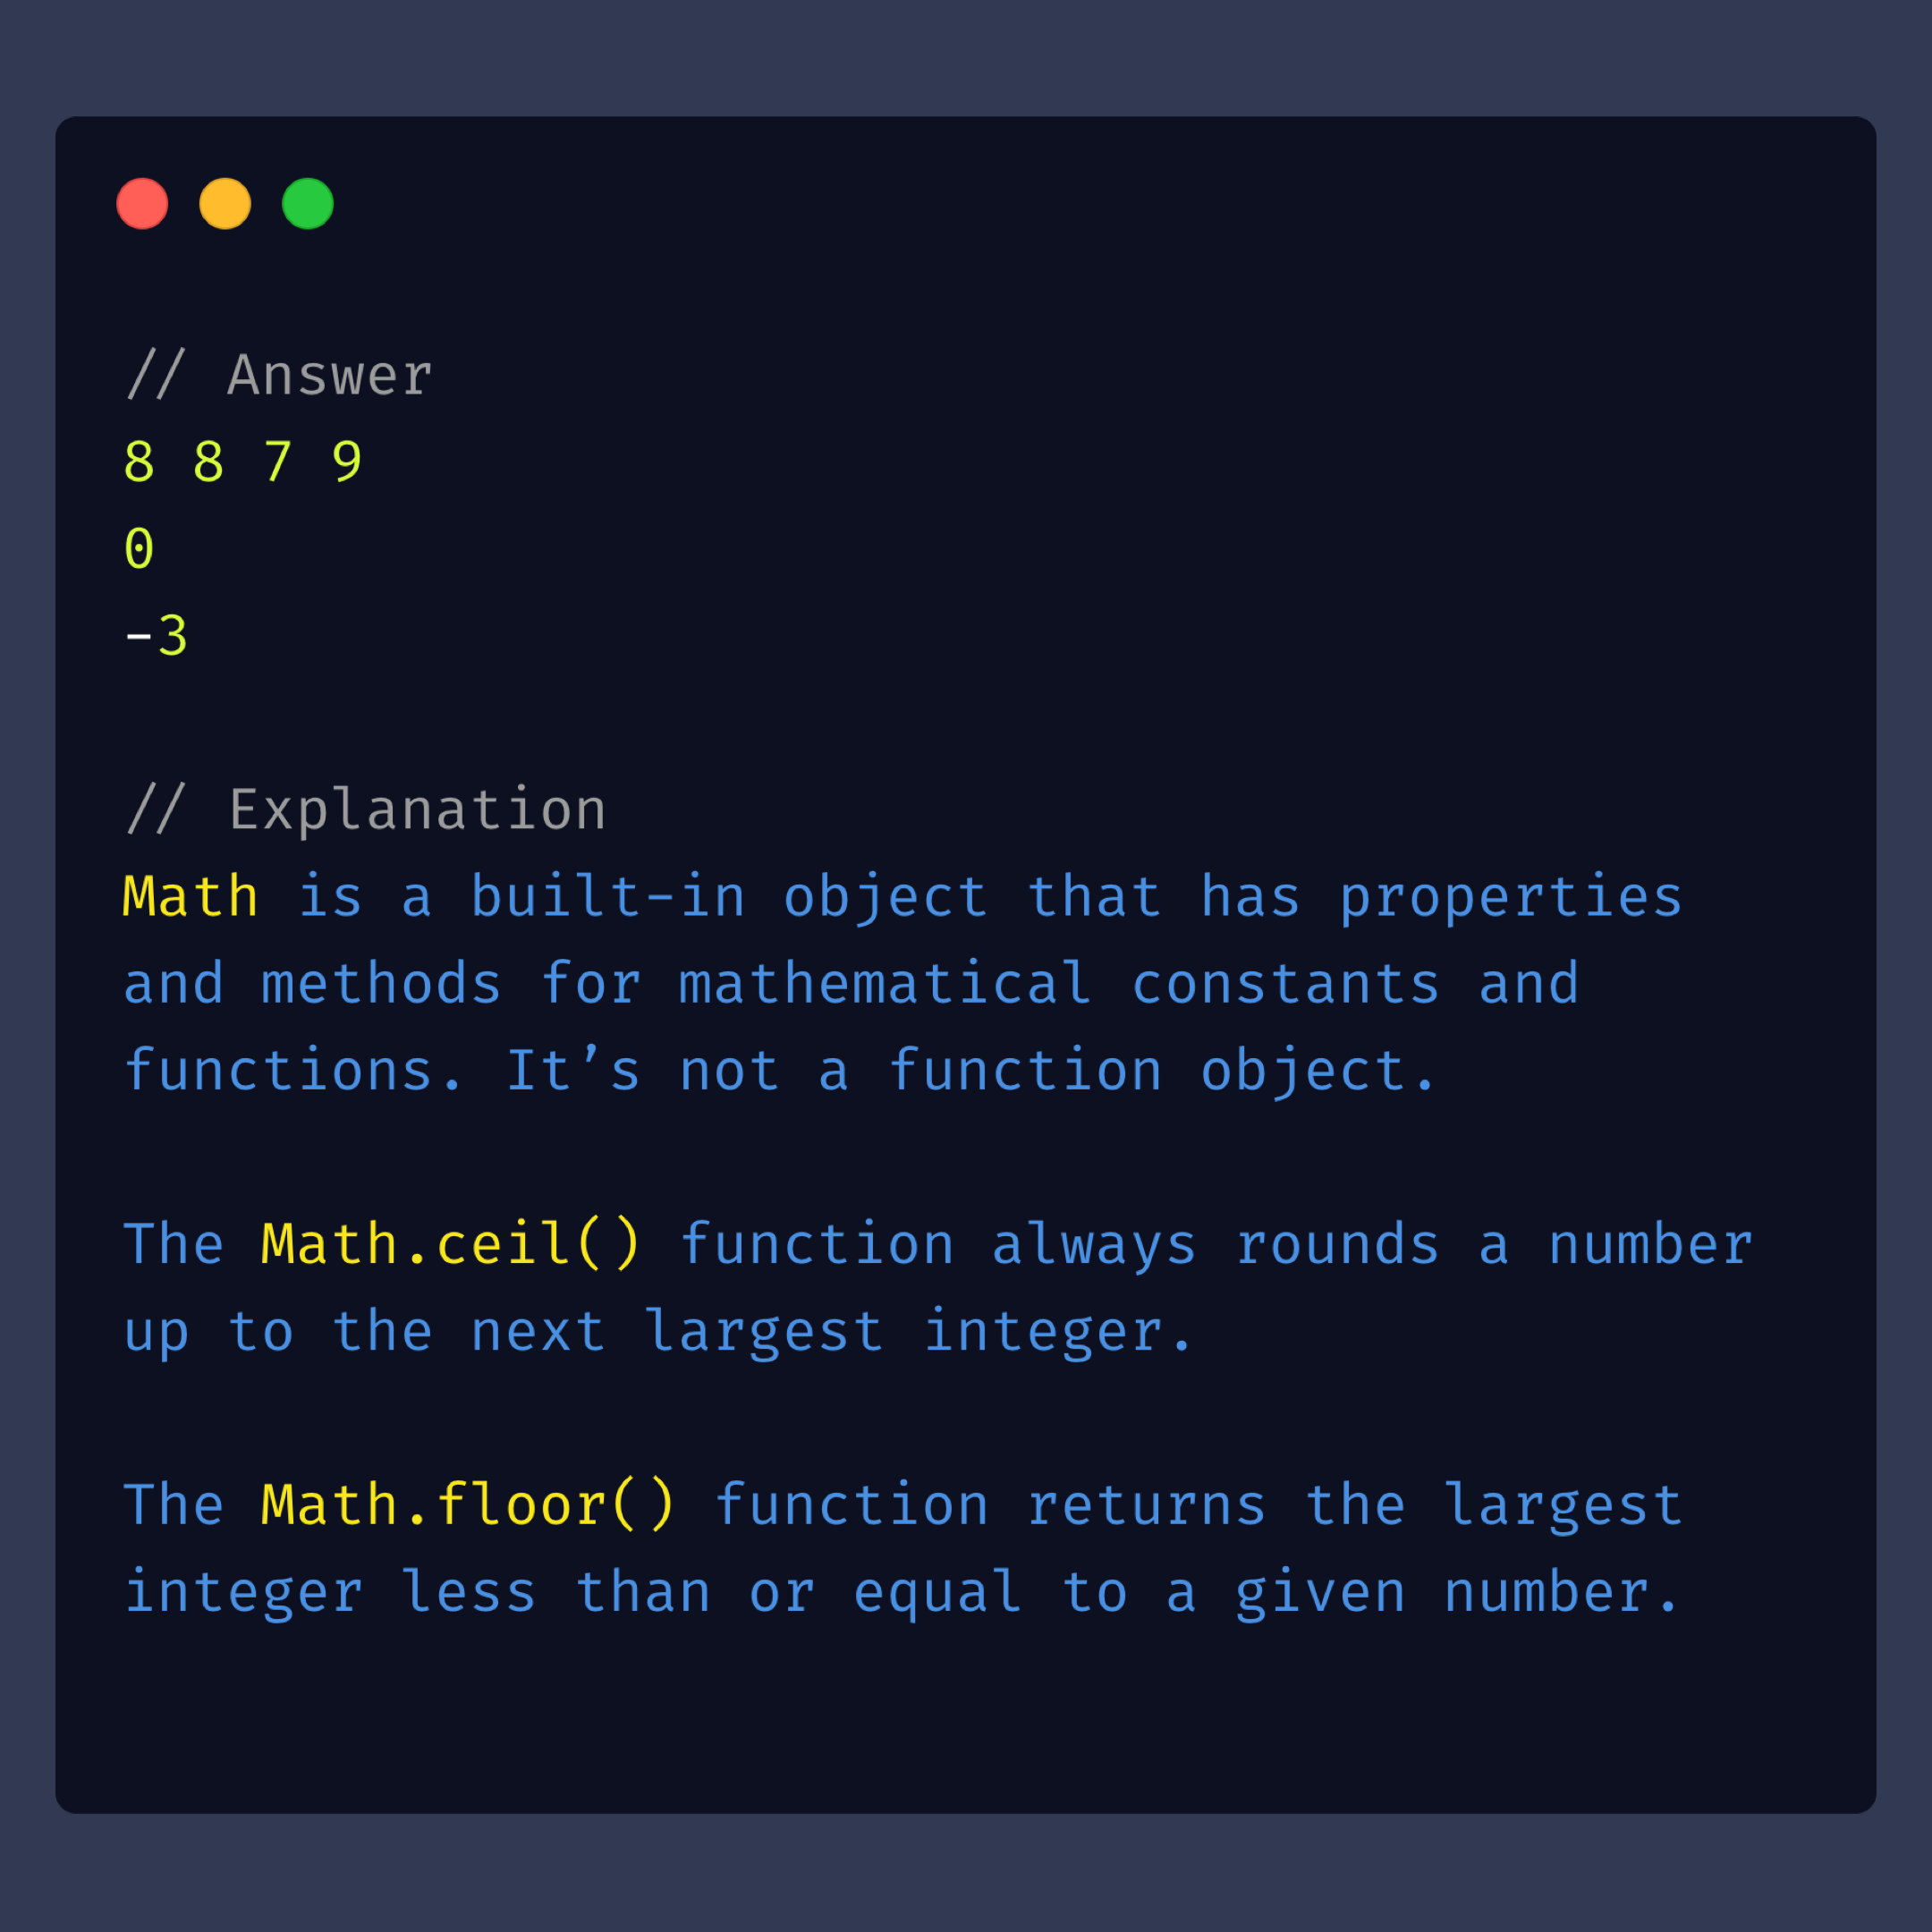 // Answer
8 8 7 9
0
-3
// Explanation
Math is a built-in object that has properties
and methods for mathematical constants and
functions. It’s not a function object.
The Math.ceil() function always rounds a number
up to the next largest integer.
The Math.floor() function returns the largest
integer less than or equal to a given number.